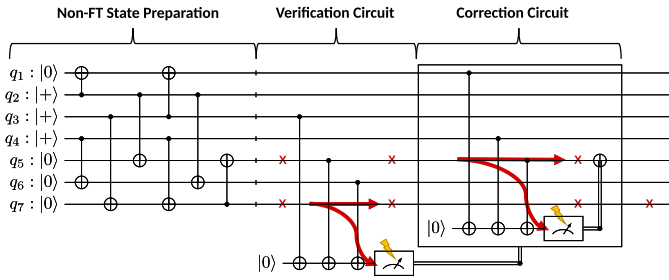 Non-FT State Preparation Verification Circuit Correction Circuit
q₁ : |0⟩
q₂ : |+⟩
q₃ : |+⟩
q₄ : |+⟩
q₅ : |0⟩ x x x
q₆ : |0⟩
q₇ : |0⟩ x x x x
|0⟩
|0⟩